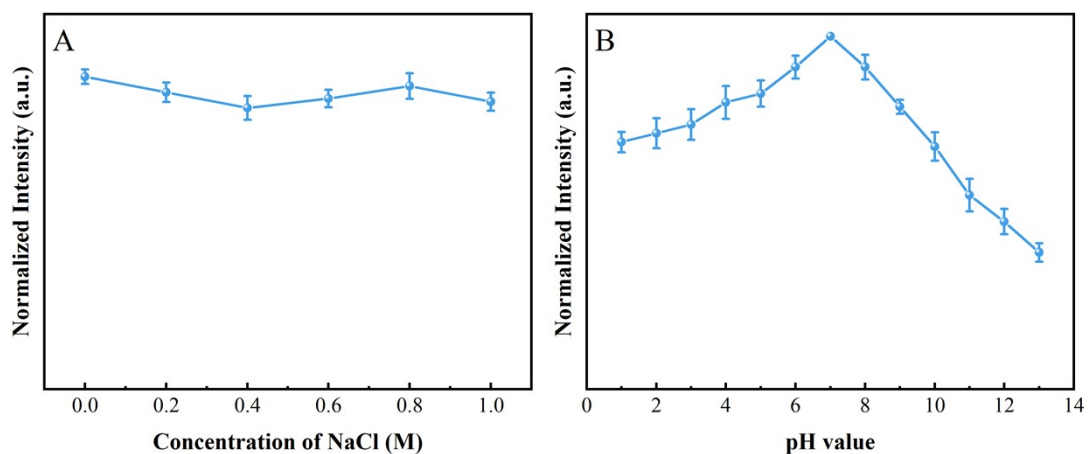 A
Normalized Intensity (a.u.)
0.0 0.2 0.4 0.6 0.8 1.0
Concentration of NaCl (M)
B
Normalized Intensity (a.u.)
0 2 4 6 8 10 12 14
pH value